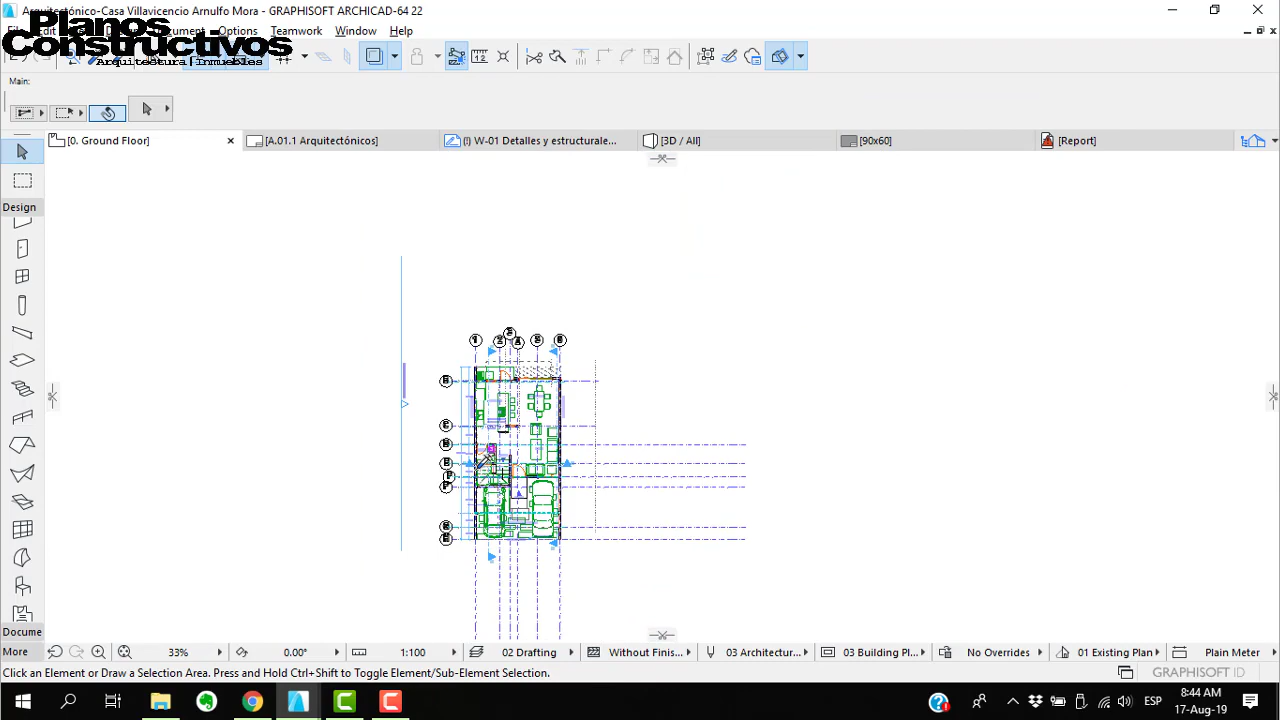 Arquitectónico-Casa Villavicencio Arnulfo Mora - GRAPHISOFT ARCHICAD-64 22
Planos
Constructivos
Arquitectura | Inmuebles
Options Teamwork Window Help
Main:
[0. Ground Floor] [A.01.1 Arquitectónicos] (!) W-01 Detalles y estructurale... [3D / All] [90x60] [Report]
Design
Docume
More 33% 0.00° 1:100 02 Drafting Without Finis... 03 Architectur... 03 Building Pl... No Overrides 01 Existing Plan Plain Meter
Click an Element or Draw a Selection Area. Press and Hold Ctrl+Shift to Toggle Element/Sub-Element Selection. GRAPHISOFT ID
ESP 8:44 AM
17-Aug-19